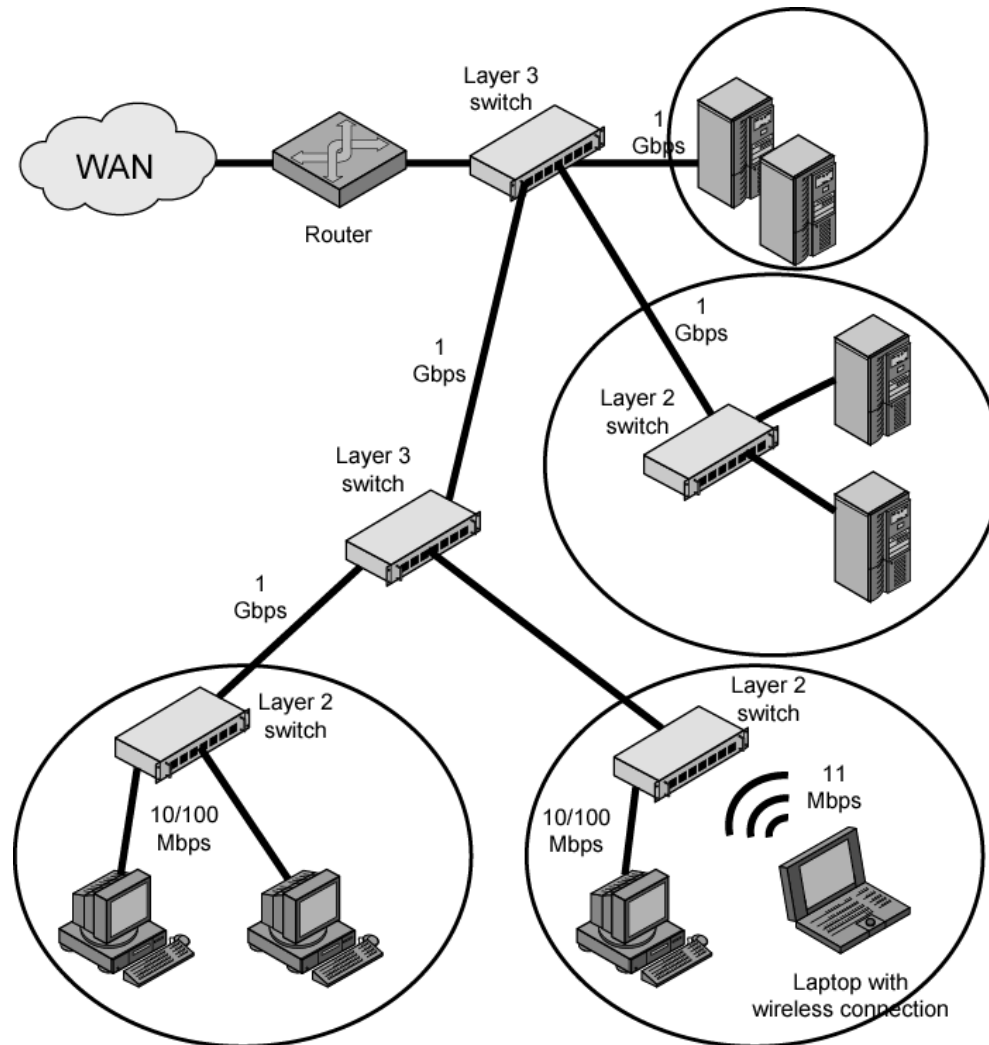 Layer 3
switch
1
Gbps
WAN
Router
1
Gbps
1
Gbps
Layer 2
switch
Layer 3
switch
1
Gbps
Layer 2
switch
Layer 2
switch
10/100
Mbps
10/100
Mbps
11
Mbps
Laptop with
wireless connection